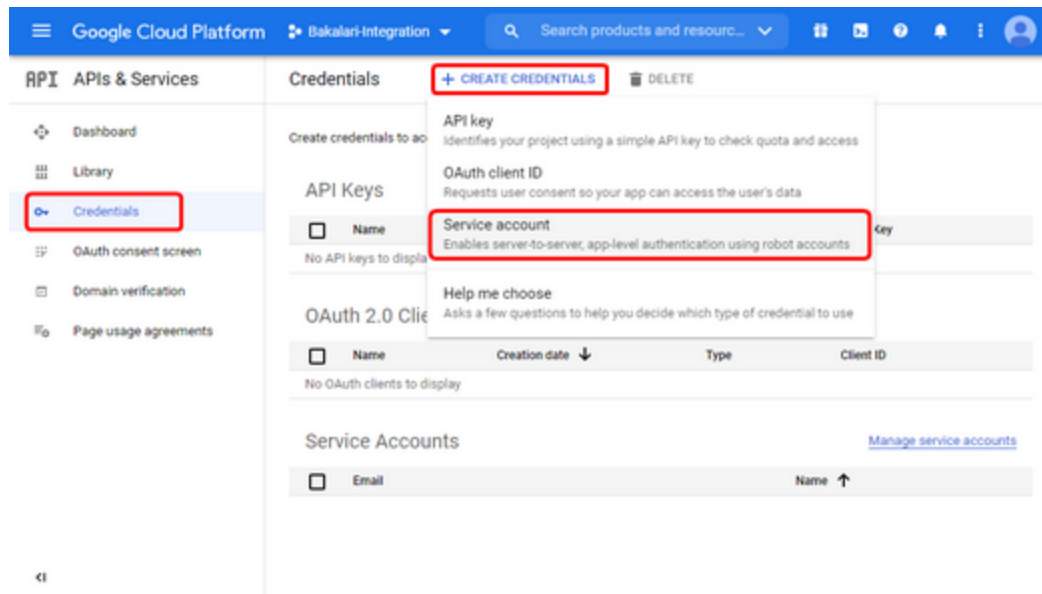 Google Cloud Platform
Bakalari-Integration
Search products and resourc...
API APIs & Services
Credentials
+ CREATE CREDENTIALS
DELETE
Dashboard
Library
Credentials
OAuth consent screen
Domain verification
Page usage agreements
Create credentials to ac
API key
Identifies your project using a simple API key to check quota and access
OAuth client ID
Requests user consent so your app can access the user's data
Service account
Enables server-to-server, app-level authentication using robot accounts
Help me choose
Asks a few questions to help you decide which type of credential to use
API Keys
Name
Key
No API keys to displa
OAuth 2.0 Clie
Name Creation date Type Client ID
No OAuth clients to display
Service Accounts
Manage service accounts
Email Name